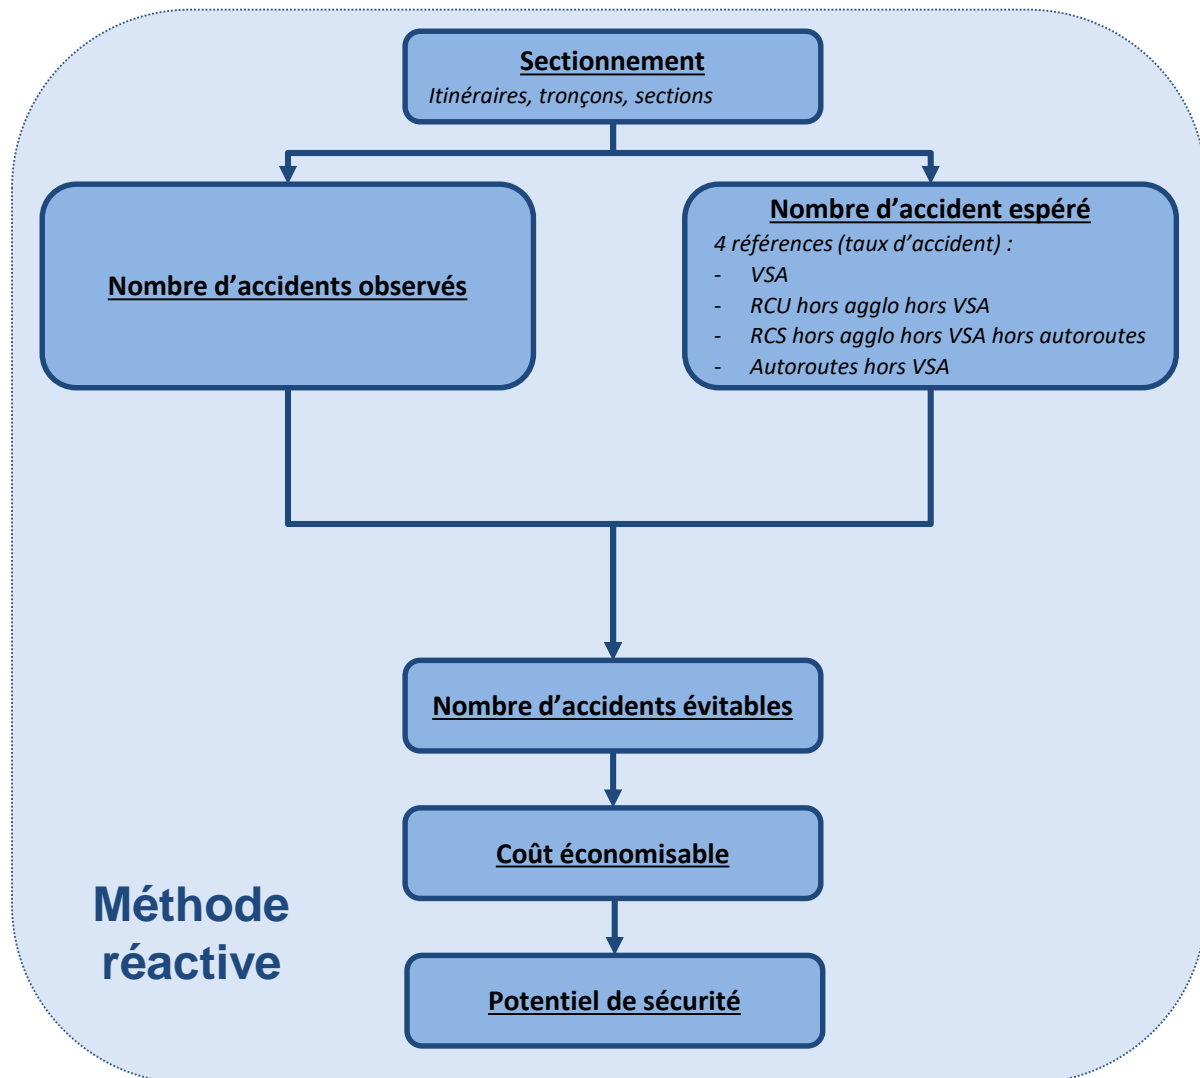 Sectionnement
Itinéraires, tronçons, sections
Nombre d’accidents observés
Nombre d’accident espéré
4 références (taux d’accident) :
- VSA
- RCU hors agglo hors VSA
- RCS hors agglo hors VSA hors autoroutes
- Autoroutes hors VSA
Nombre d’accidents évitables
Coût économisable
Potentiel de sécurité
Méthode
réactive